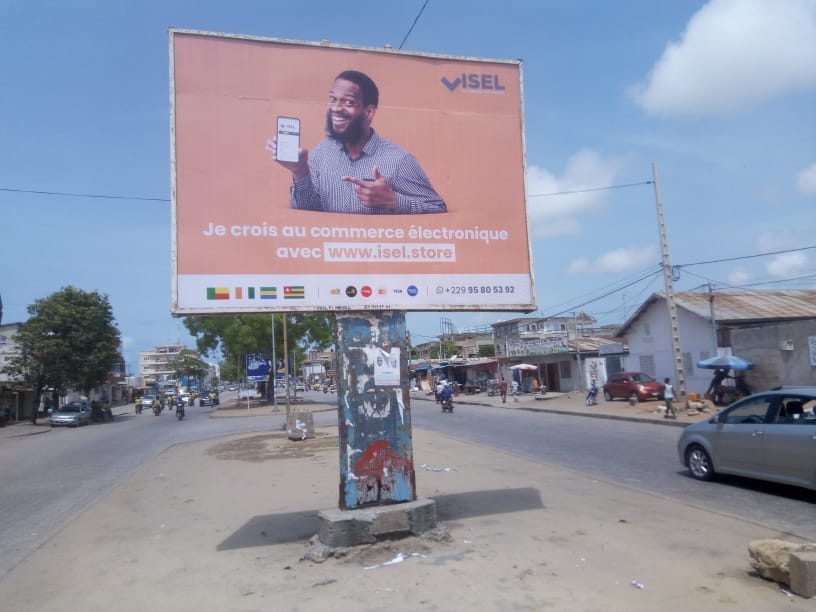 ISEL
ISEL
Je crois au commerce électronique
avec www.isel.store
VISA
+229 95 80 53 92